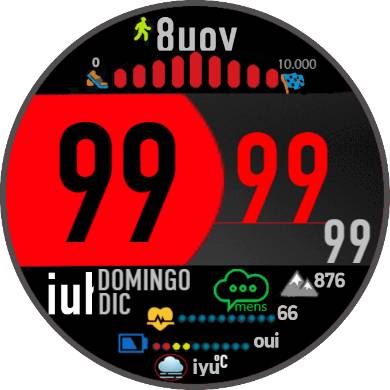 8uov
0
10.000
99
99
99
iul
DOMINGO
DIC
876
mens
66
oui
iyu°C